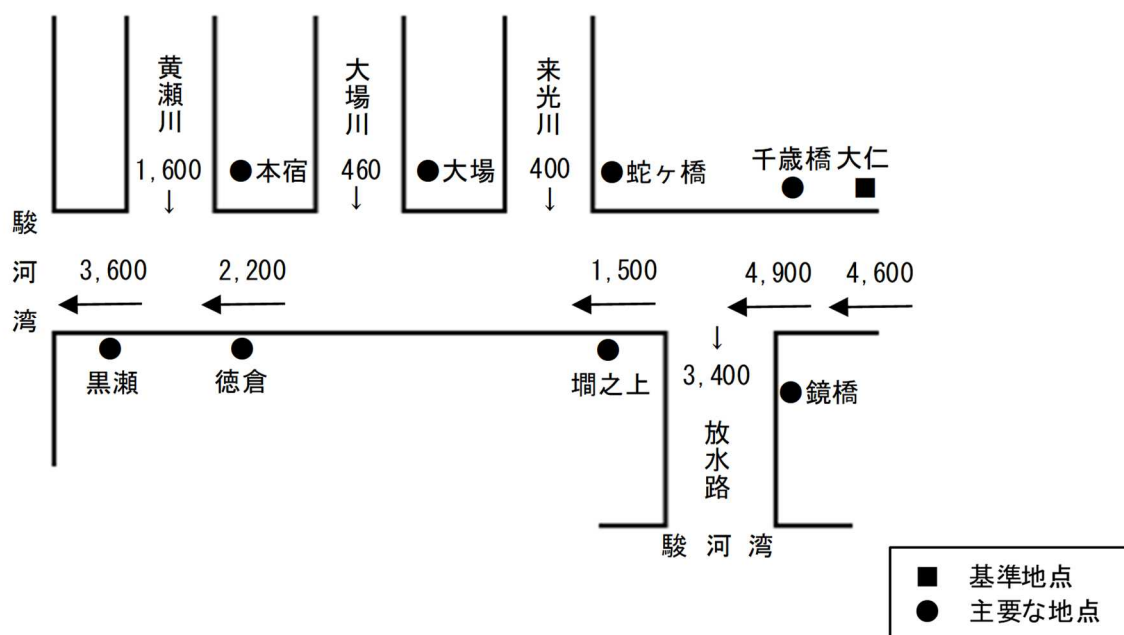 黄瀬川
大場川
来光川
1,600
●本宿
460
●大場
400
●蛇ヶ橋
千歳橋
大仁
↓
↓
↓
駿河湾
3,600
2,200
1,500
4,900
4,600
↓
黒瀬
徳倉
墹之上
3,400
●鏡橋
放水路
駿河湾
■ 基準地点
● 主要な地点